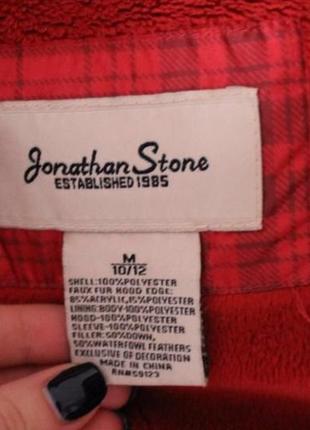 Jonathan Stone
ESTABLISHED 1985
M
10/12
SHELL:100%POLYESTER
FAUX FUR HOOD EDGE:
85%ACRYLIC,15%POLYESTER
LINING:BODY-100%POLYESTER
HOOD-100%POLYESTER
SLEEVE-100%POLYESTER
FILLER:50%DOWN,
50%WATERFOWL FEATHERS
EXCLUSIVE OF DECORATION
MADE IN CHINA
RN#59123